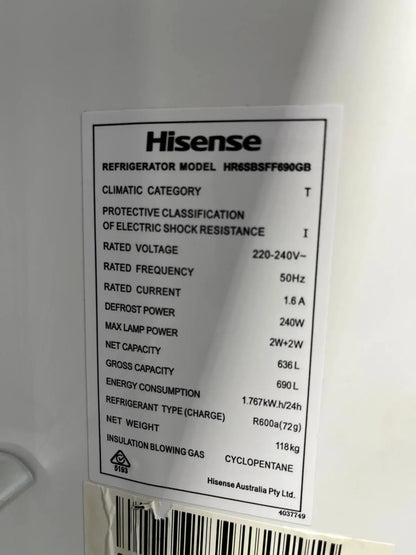 Hisense
REFRIGERATOR MODEL HR6SBSFF690GB
CLIMATIC CATEGORY T
PROTECTIVE CLASSIFICATION
OF ELECTRIC SHOCK RESISTANCE I
RATED VOLTAGE 220-240V~
RATED FREQUENCY 50Hz
RATED CURRENT 1.6 A
DEFROST POWER 240W
MAX LAMP POWER 2W+2W
NET CAPACITY 636 L
GROSS CAPACITY 690 L
ENERGY CONSUMPTION 1.767kW.h/24h
REFRIGERANT TYPE (CHARGE) R600a(72g)
NET WEIGHT 118kg
INSULATION BLOWING GAS CYCLOPENTANE
5193
Hisense Australia Pty Ltd.
4037749